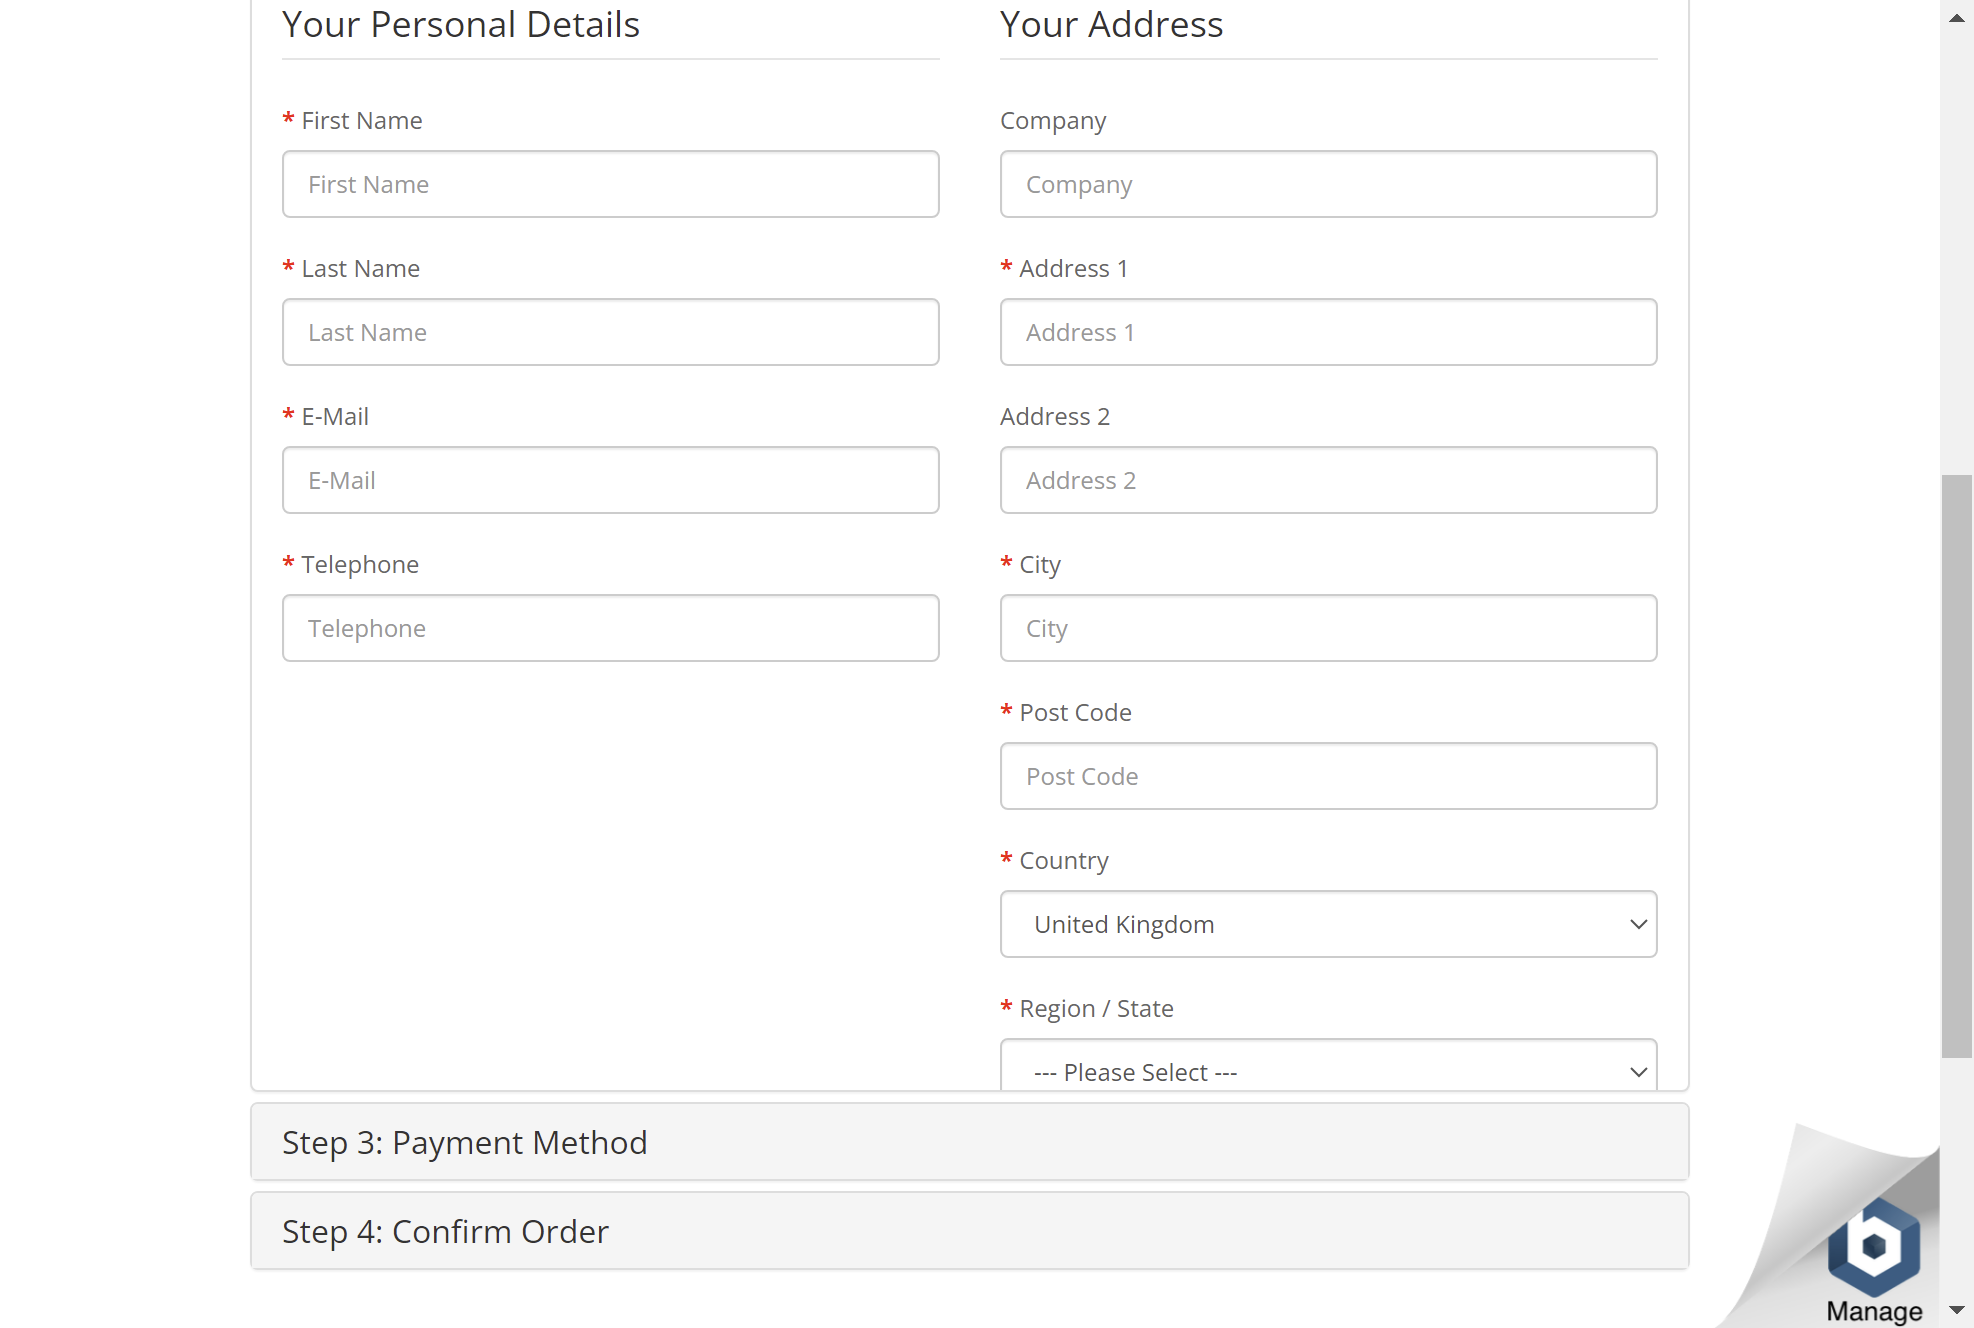 Your Personal Details
* First Name
First Name
* Last Name
Last Name
* E-Mail
E-Mail
* Telephone
Telephone
Your Address
Company
Company
* Address 1
Address 1
Address 2
Address 2
* City
City
* Post Code
Post Code
* Country
United Kingdom
* Region / State
--- Please Select ---
Step 3: Payment Method
Step 4: Confirm Order
b
Manage